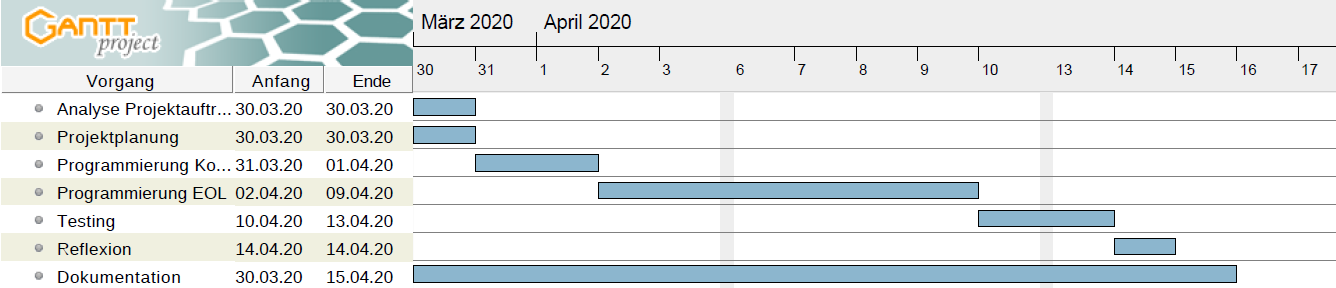 GANTT
project
März 2020 April 2020
30 31 1 2 3 6 7 8 9 10 13 14 15 16 17
Vorgang Anfang Ende
Analyse Projektauftr... 30.03.20 30.03.20
Projektplanung 30.03.20 30.03.20
Programmierung Ko... 31.03.20 01.04.20
Programmierung EOL 02.04.20 09.04.20
Testing 10.04.20 13.04.20
Reflexion 14.04.20 14.04.20
Dokumentation 30.03.20 15.04.20